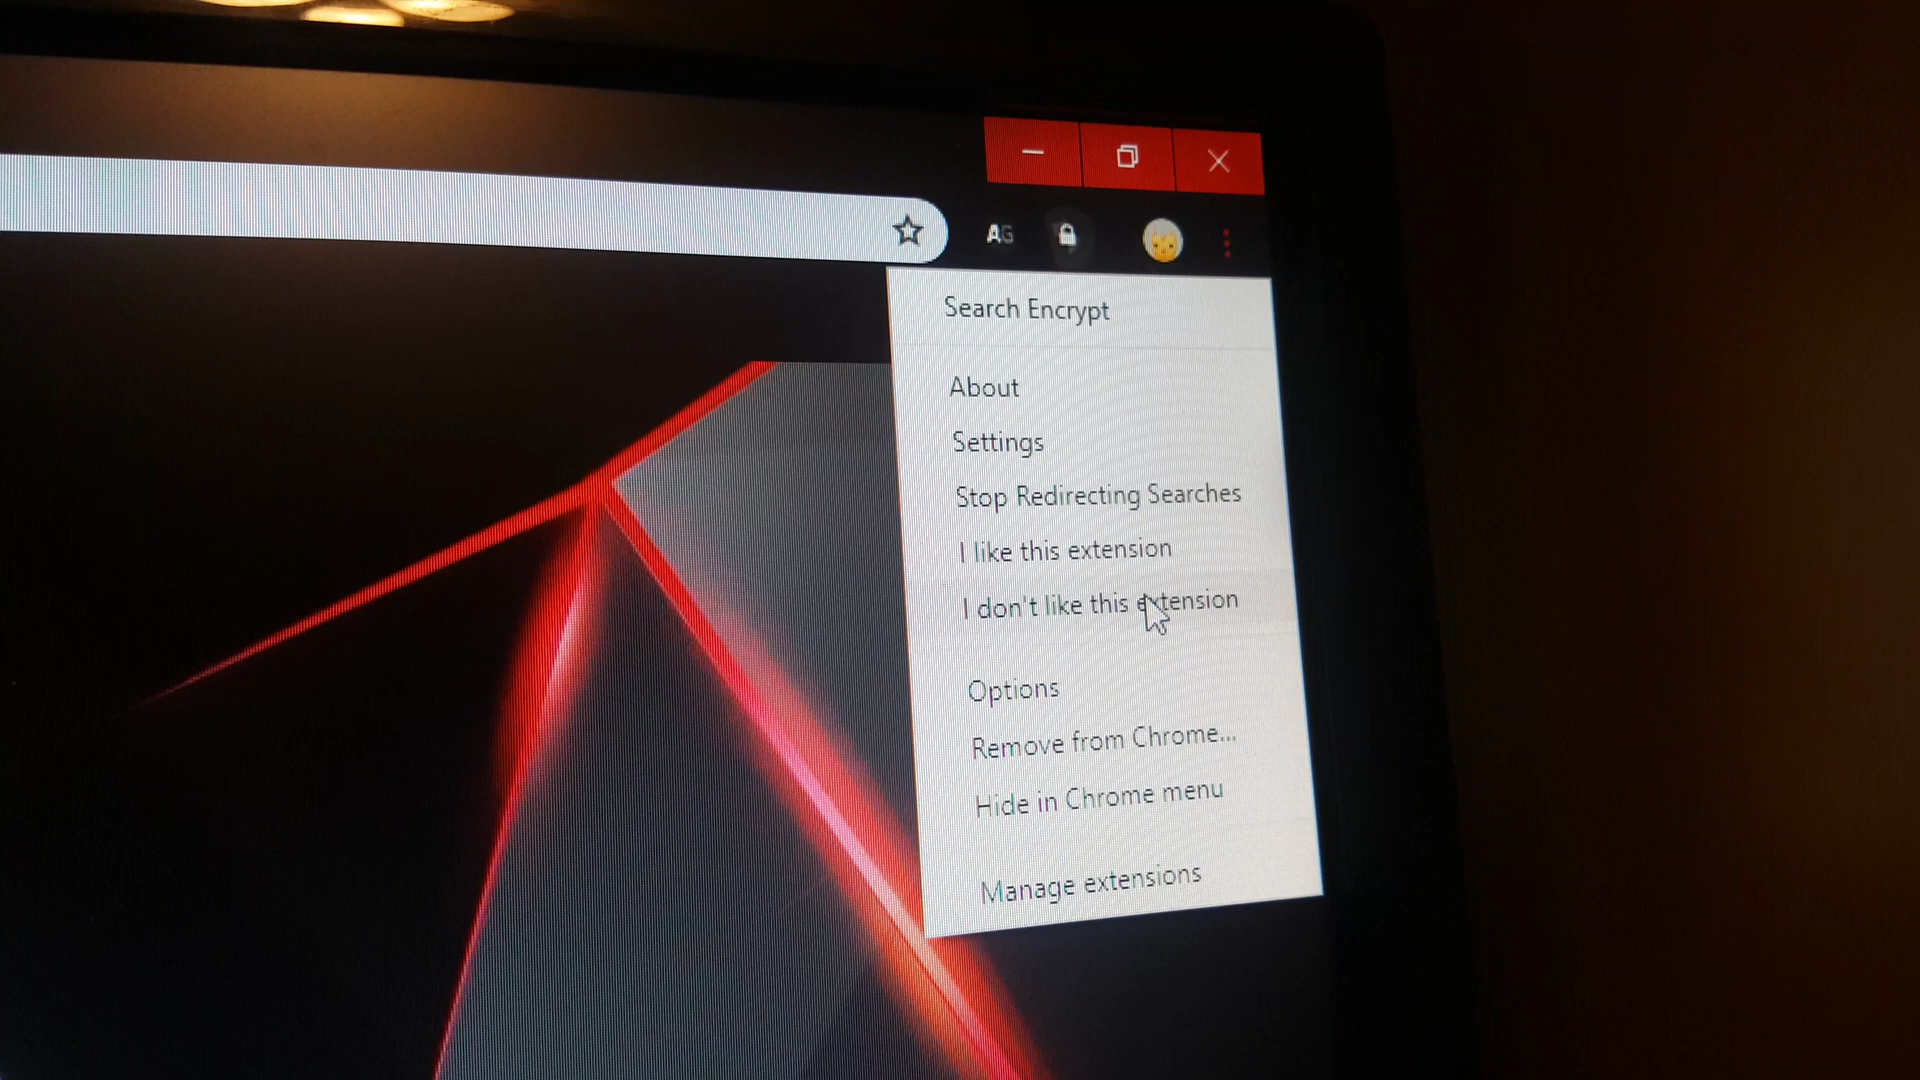 AG
Search Encrypt
About
Settings
Stop Redirecting Searches
I like this extension
I don't like this extension
Options
Remove from Chrome...
Hide in Chrome menu
Manage extensions